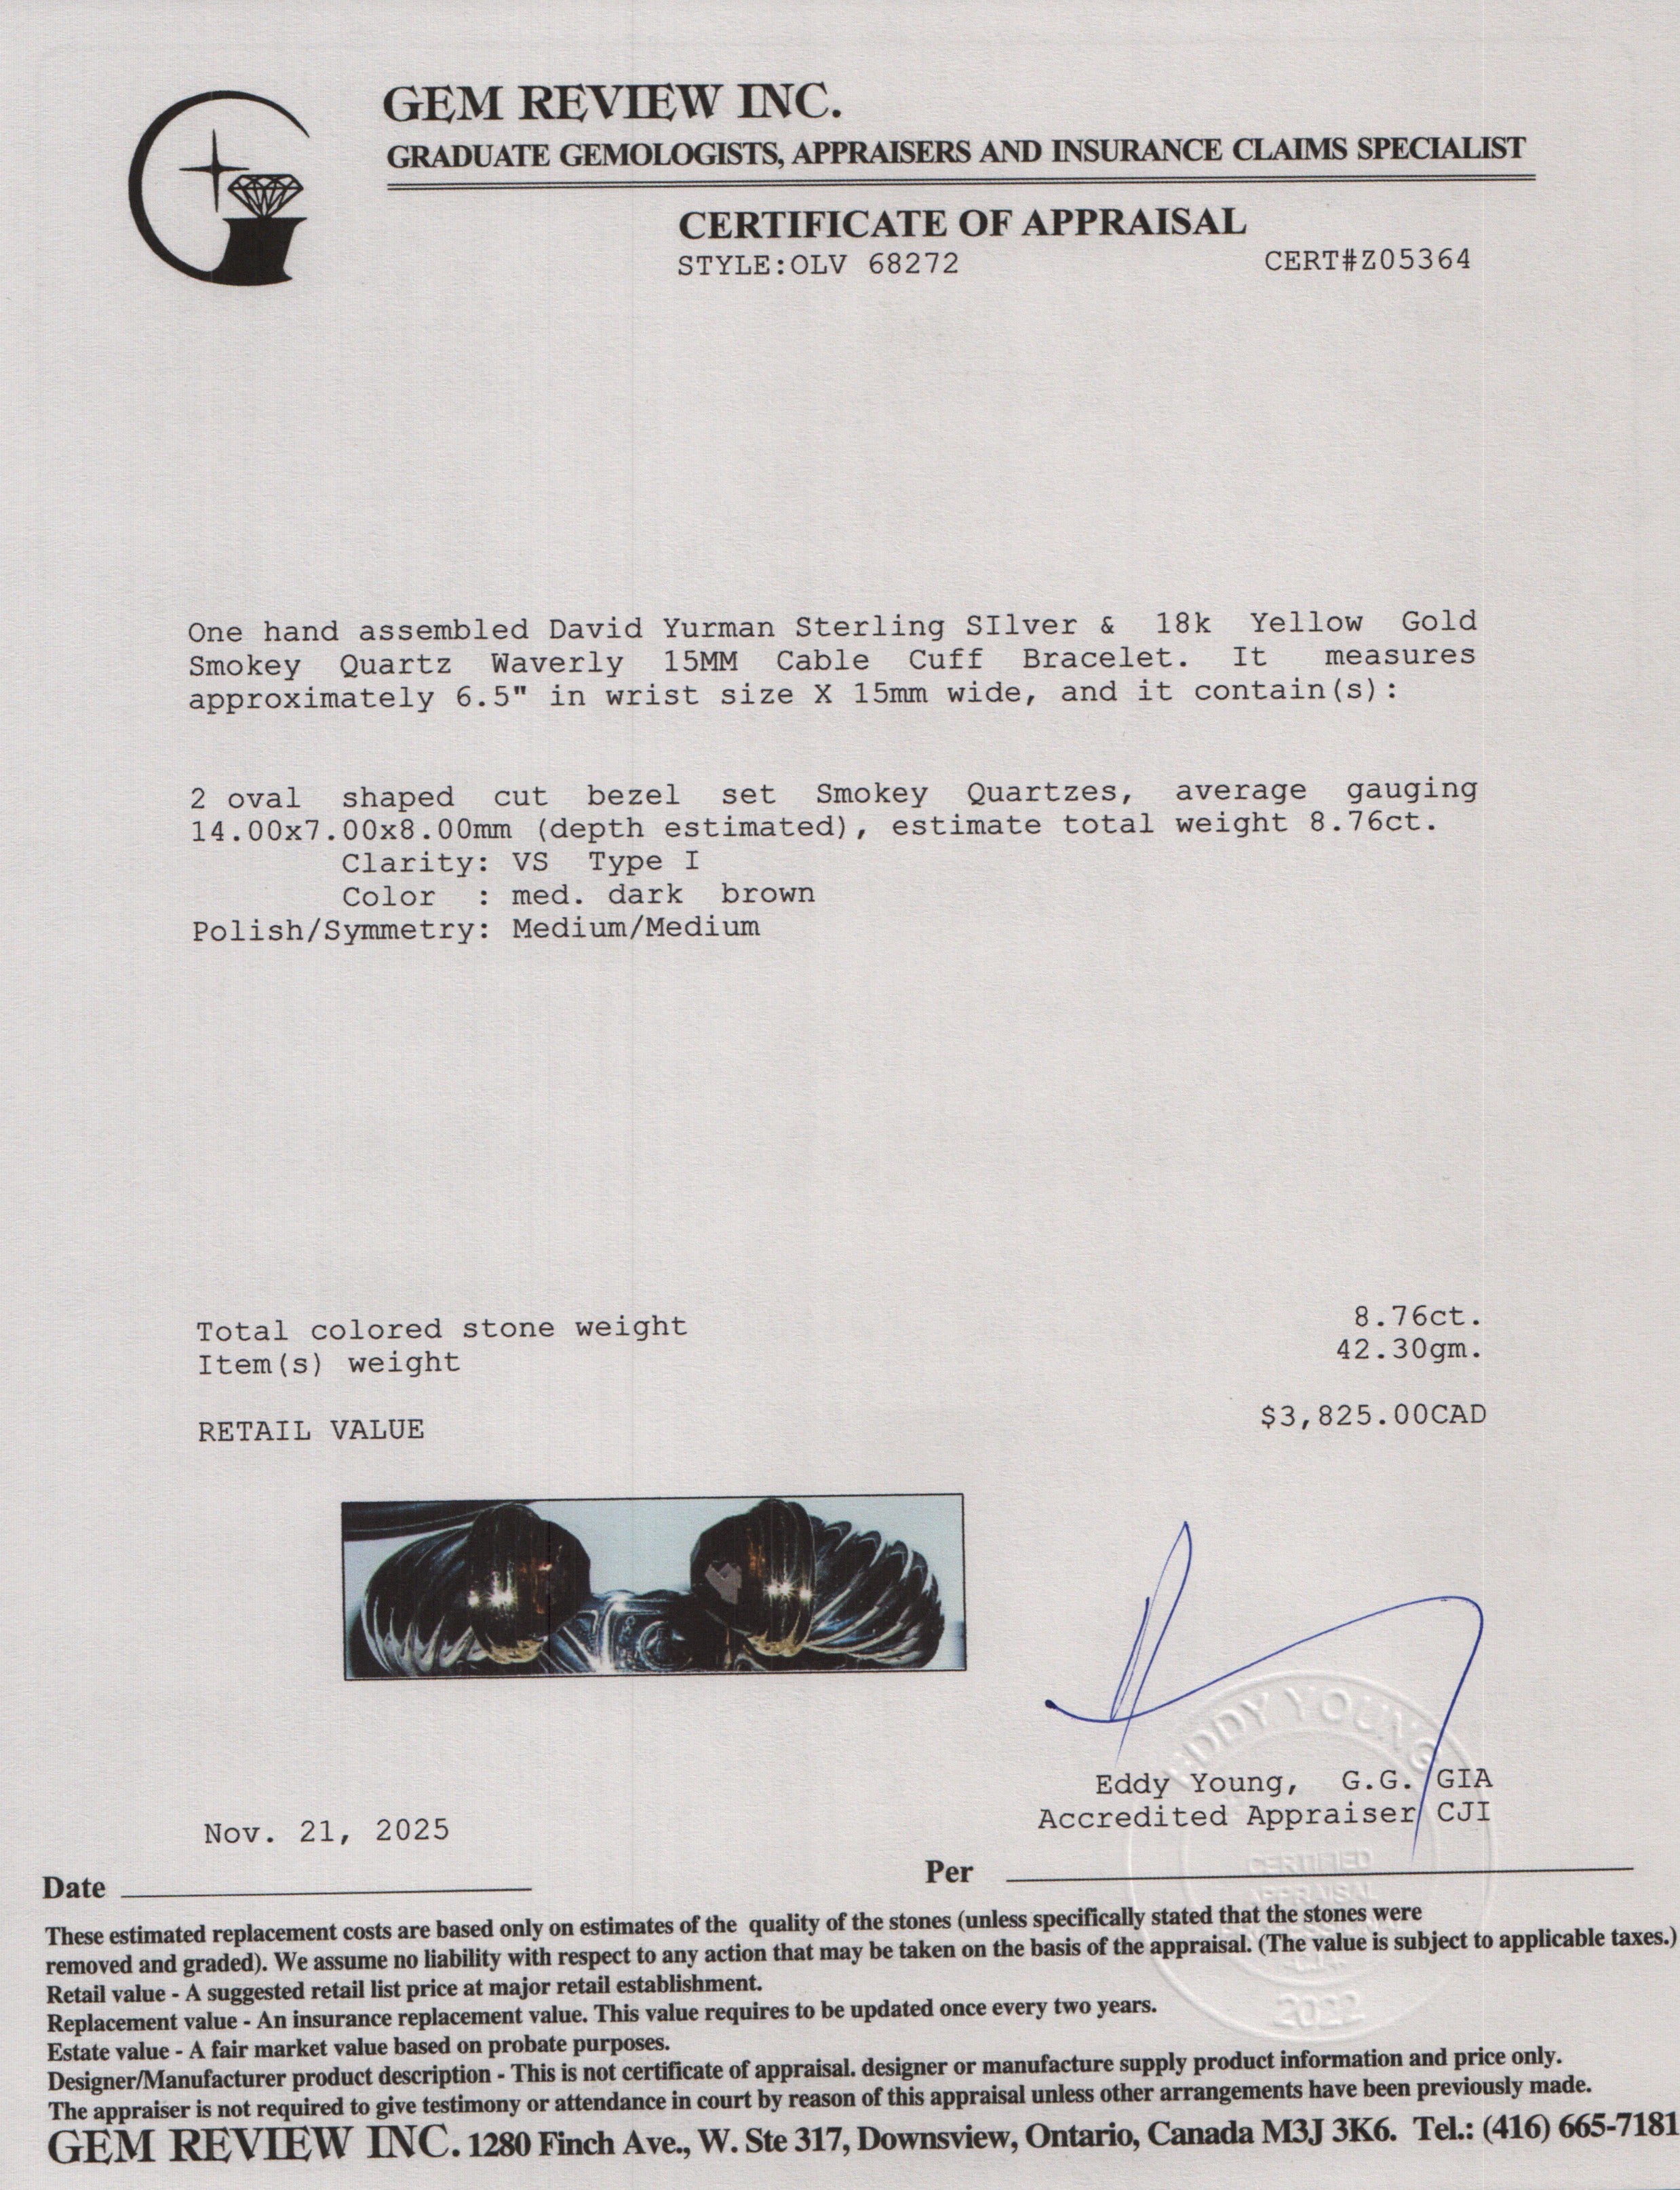 GEM REVIEW INC.
GRADUATE GEMOLOGISTS, APPRAISERS AND INSURANCE CLAIMS SPECIALIST
CERTIFICATE OF APPRAISAL
STYLE:OLV 68272 CERT#Z05364
One hand assembled David Yurman Sterling SIlver & 18k Yellow Gold
Smokey Quartz Waverly 15MM Cable Cuff Bracelet. It measures
approximately 6.5" in wrist size X 15mm wide, and it contain(s):
2 oval shaped cut bezel set Smokey Quartzes, average gauging
14.00x7.00x8.00mm (depth estimated), estimate total weight 8.76ct.
Clarity: VS Type I
Color : med. dark brown
Polish/Symmetry: Medium/Medium
Total colored stone weight 8.76ct.
Item(s) weight 42.30gm.
RETAIL VALUE $3,825.00CAD
EDDY YOUNG
Eddy Young, G.G. GIA
Accredited Appraiser CJI
Nov. 21, 2025
CERTIFIED
APPRAISAL
2022
Date
Per
These estimated replacement costs are based only on estimates of the quality of the stones (unless specifically stated that the stones were
removed and graded). We assume no liability with respect to any action that may be taken on the basis of the appraisal. (The value is subject to applicable taxes.)
Retail value - A suggested retail list price at major retail establishment.
Replacement value - An insurance replacement value. This value requires to be updated once every two years.
Estate value - A fair market value based on probate purposes.
Designer/Manufacturer product description - This is not certificate of appraisal. designer or manufacture supply product information and price only.
The appraiser is not required to give testimony or attendance in court by reason of this appraisal unless other arrangements have been previously made.
GEM REVIEW INC. 1280 Finch Ave., W. Ste 317, Downsview, Ontario, Canada M3J 3K6. Tel.: (416) 665-7181